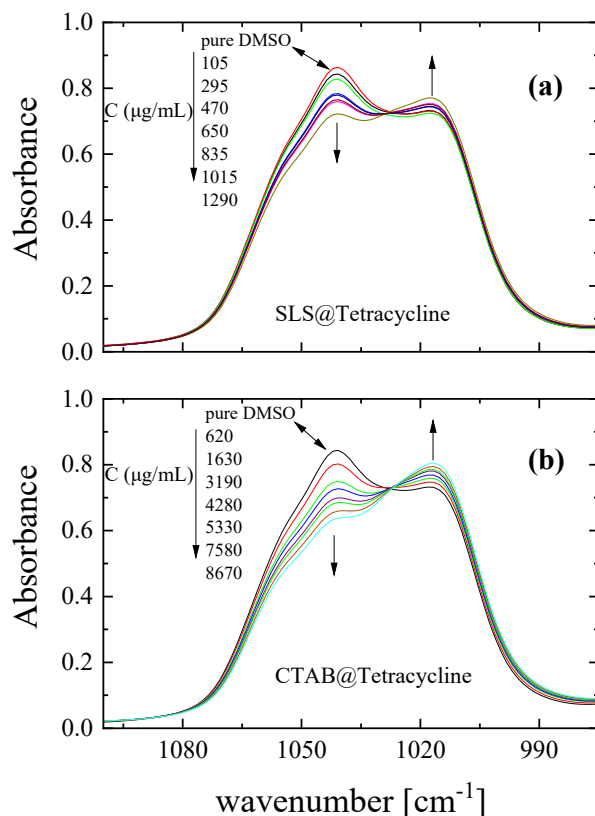 pure DMSO
105
295
C (μg/mL) 470
650
835
1015
1290
(a)
SLS@Tetracycline
Absorbance
1.0
0.8
0.6
0.4
0.2
0.0
pure DMSO
620
1630
C (μg/mL) 3190
4280
5330
7580
8670
(b)
CTAB@Tetracycline
Absorbance
1.0
0.8
0.6
0.4
0.2
0.0
1080 1050 1020 990
wavenumber [cm⁻¹]